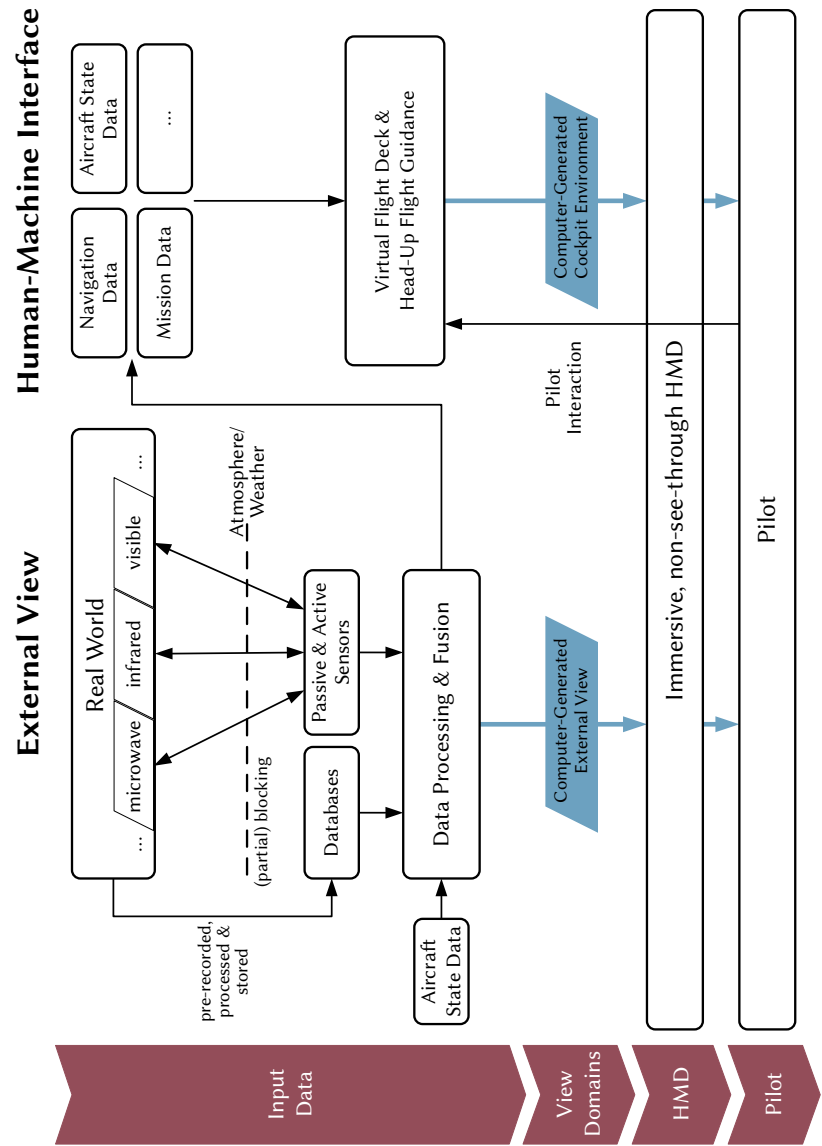 External View
Human-Machine Interface
Real World
...
microwave
infrared
visible
...
Navigation
Data
Aircraft State
Data
Mission Data
...
pre-recorded,
processed &
stored
(partial) blocking
Atmosphere/
Weather
Databases
Passive & Active
Sensors
Aircraft
State Data
Data Processing & Fusion
Virtual Flight Deck &
Head-Up Flight Guidance
Computer-Generated
External View
Pilot
Interaction
Computer-Generated
Cockpit Environment
Immersive, non-see-through HMD
Pilot
Input
Data
View
Domains
HMD
Pilot